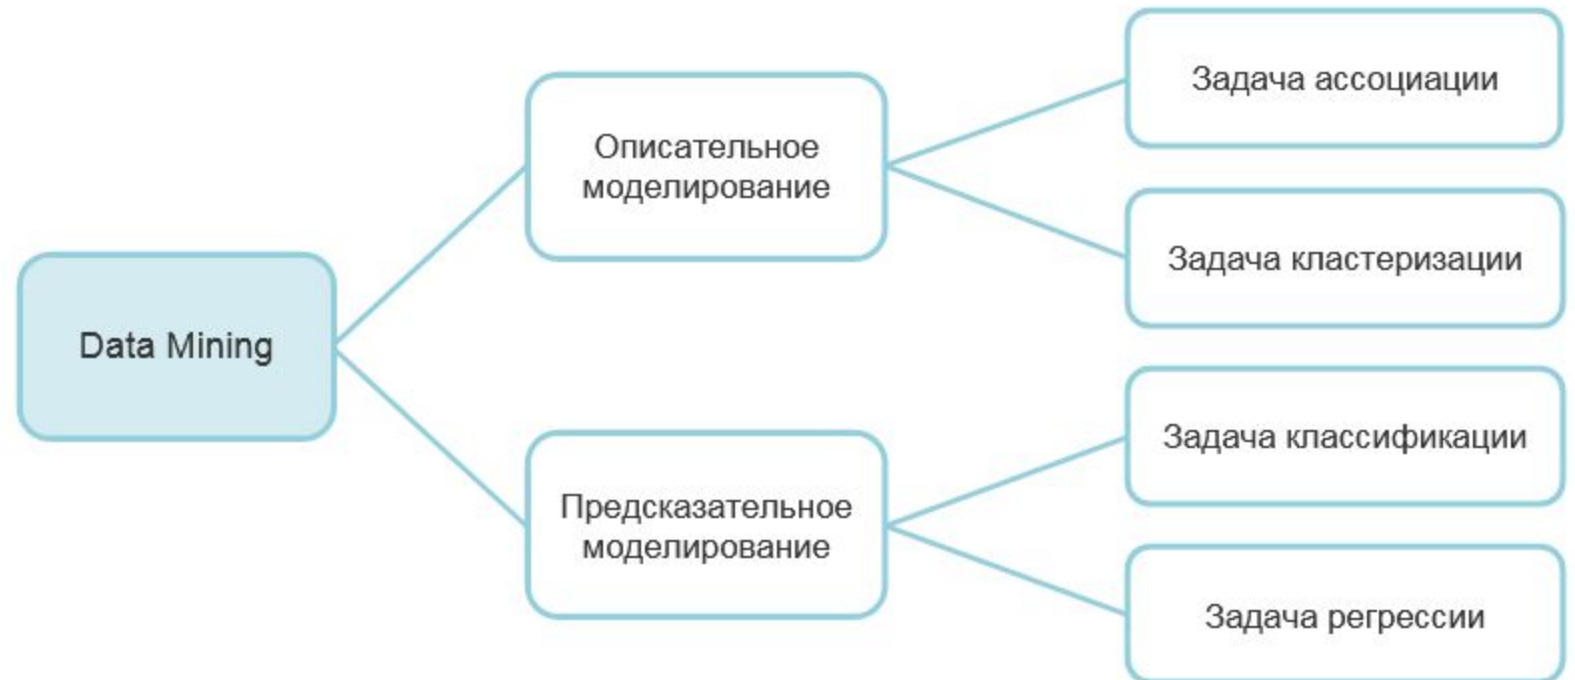 Data Mining
Описательное
моделирование
Задача ассоциации
Задача кластеризации
Предсказательное
моделирование
Задача классификации
Задача регрессии